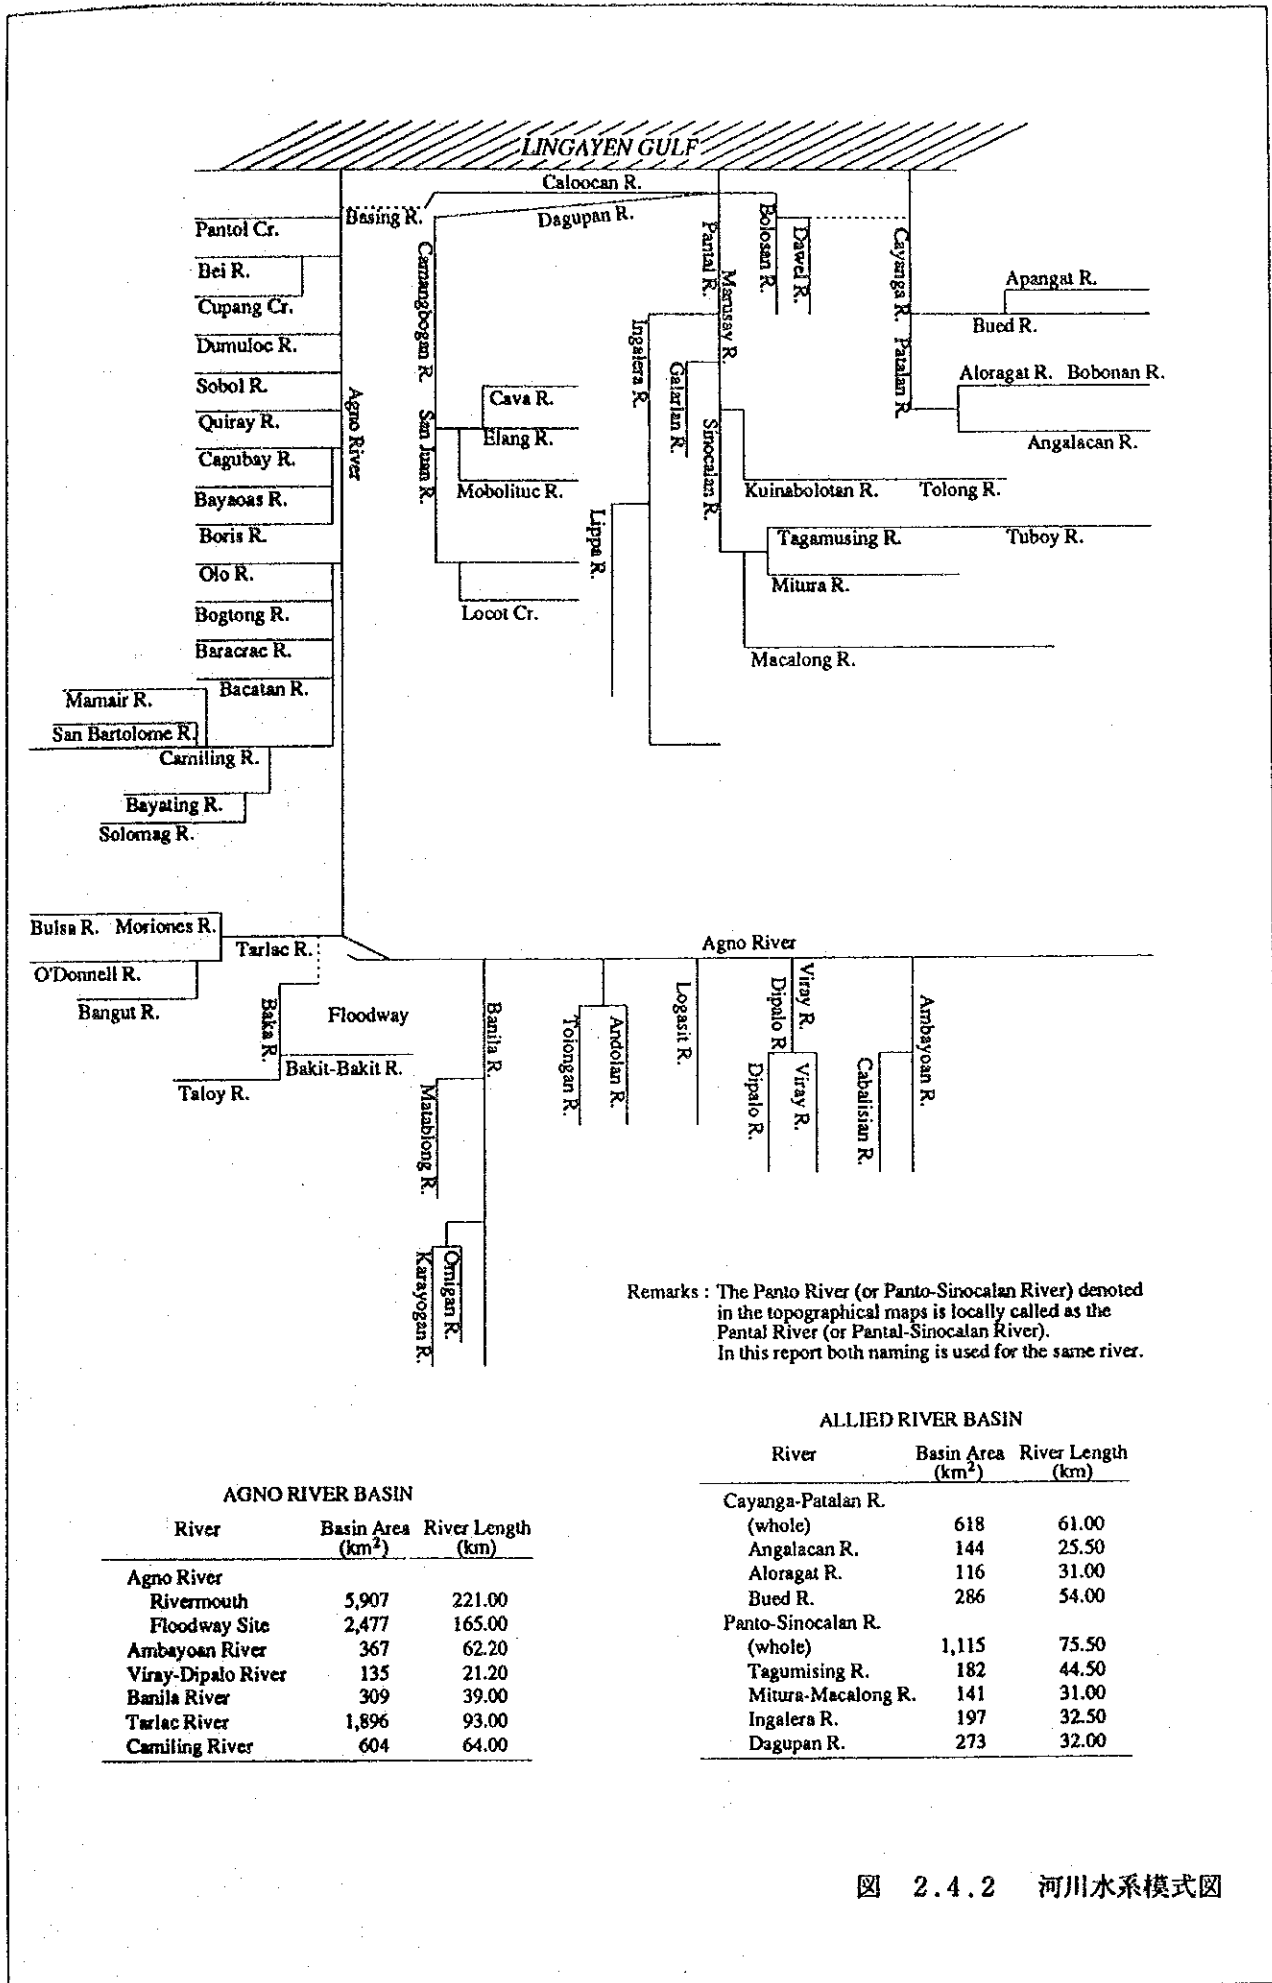 LINGAYEN GULF
Caloocan R.
Basing R.
Dagupan R.
Pantol Cr.
Bei R.
Cupang Cr.
Dumuloc R.
Sobol R.
Quiray R.
Cagubay R.
Bayaoas R.
Boris R.
Olo R.
Bogtong R.
Baracrac R.
Bacatan R.
Mamair R.
San Bartolome R.
Camiling R.
Bayating R.
Solomag R.
Agno River
Camangbogan R.
San Juan R.
Cava R.
Elang R.
Mobolituc R.
Locot Cr.
Pantal R.
Marusay R.
Ingalera R.
Galarian R.
Sinocalan R.
Lippa R.
Bolosan R.
Dawel R.
Cayanga R.
Patalan R.
Apangat R.
Bued R.
Aloragat R. Bobonan R.
Angalacan R.
Kuinabolotan R. Tolong R.
Tagamusing R. Tuboy R.
Mitura R.
Macalong R.
Bulsa R. Moriones R.
Tarlac R.
O'Donnell R.
Bangut R.
Baka R.
Floodway
Bakit-Bakit R.
Taloy R.
Agno River
Banila R.
Matablong R.
Omigan R.
Karayogan R.
Tolongan R.
Andolan R.
Logasit R.
Viray R.
Dipalo R.
Dipalo R.
Viray R.
Cabalisian R.
Ambayoan R.
Remarks : The Panto River (or Panto-Sinocalan River) denoted
in the topographical maps is locally called as the
Pantal River (or Pantal-Sinocalan River).
In this report both naming is used for the same river.
AGNO RIVER BASIN
River Basin Area River Length
(km²) (km)
Agno River
Rivermouth 5,907 221.00
Floodway Site 2,477 165.00
Ambayoan River 367 62.20
Viray-Dipalo River 135 21.20
Banila River 309 39.00
Tarlac River 1,896 93.00
Camiling River 604 64.00
ALLIED RIVER BASIN
River Basin Area River Length
(km²) (km)
Cayanga-Patalan R.
(whole) 618 61.00
Angalacan R. 144 25.50
Aloragat R. 116 31.00
Bued R. 286 54.00
Panto-Sinocalan R.
(whole) 1,115 75.50
Tagumising R. 182 44.50
Mitura-Macalong R. 141 31.00
Ingalera R. 197 32.50
Dagupan R. 273 32.00
図 2.4.2 河川水系模式図